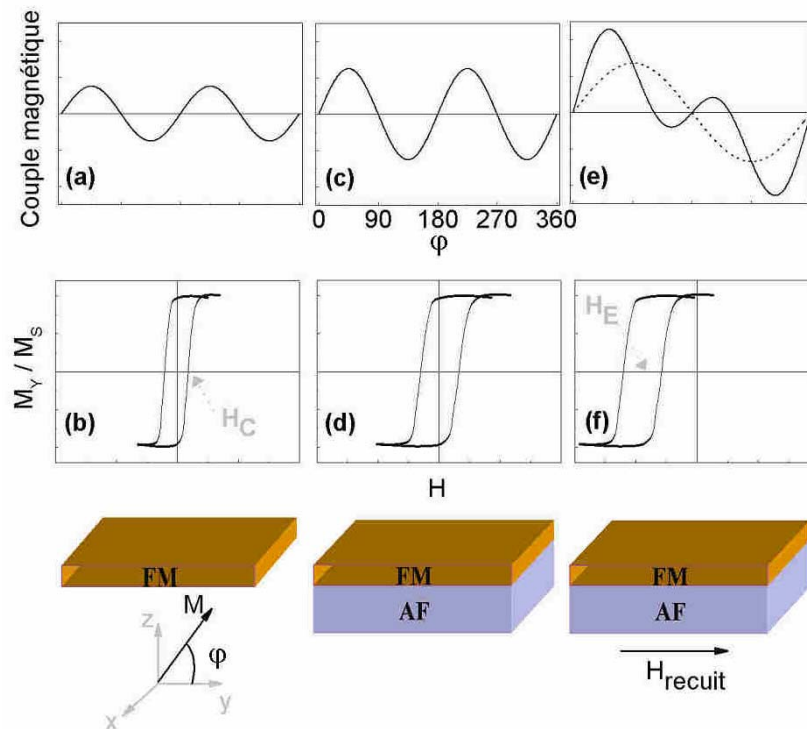 Couple magnétique
(a)
(c)
(e)
0 90 180 270 360
φ
M_Y / M_S
(b)
H_C
(d)
(f)
H_E
H
FM
FM
AF
FM
AF
M
z
φ
y
x
H_recuit